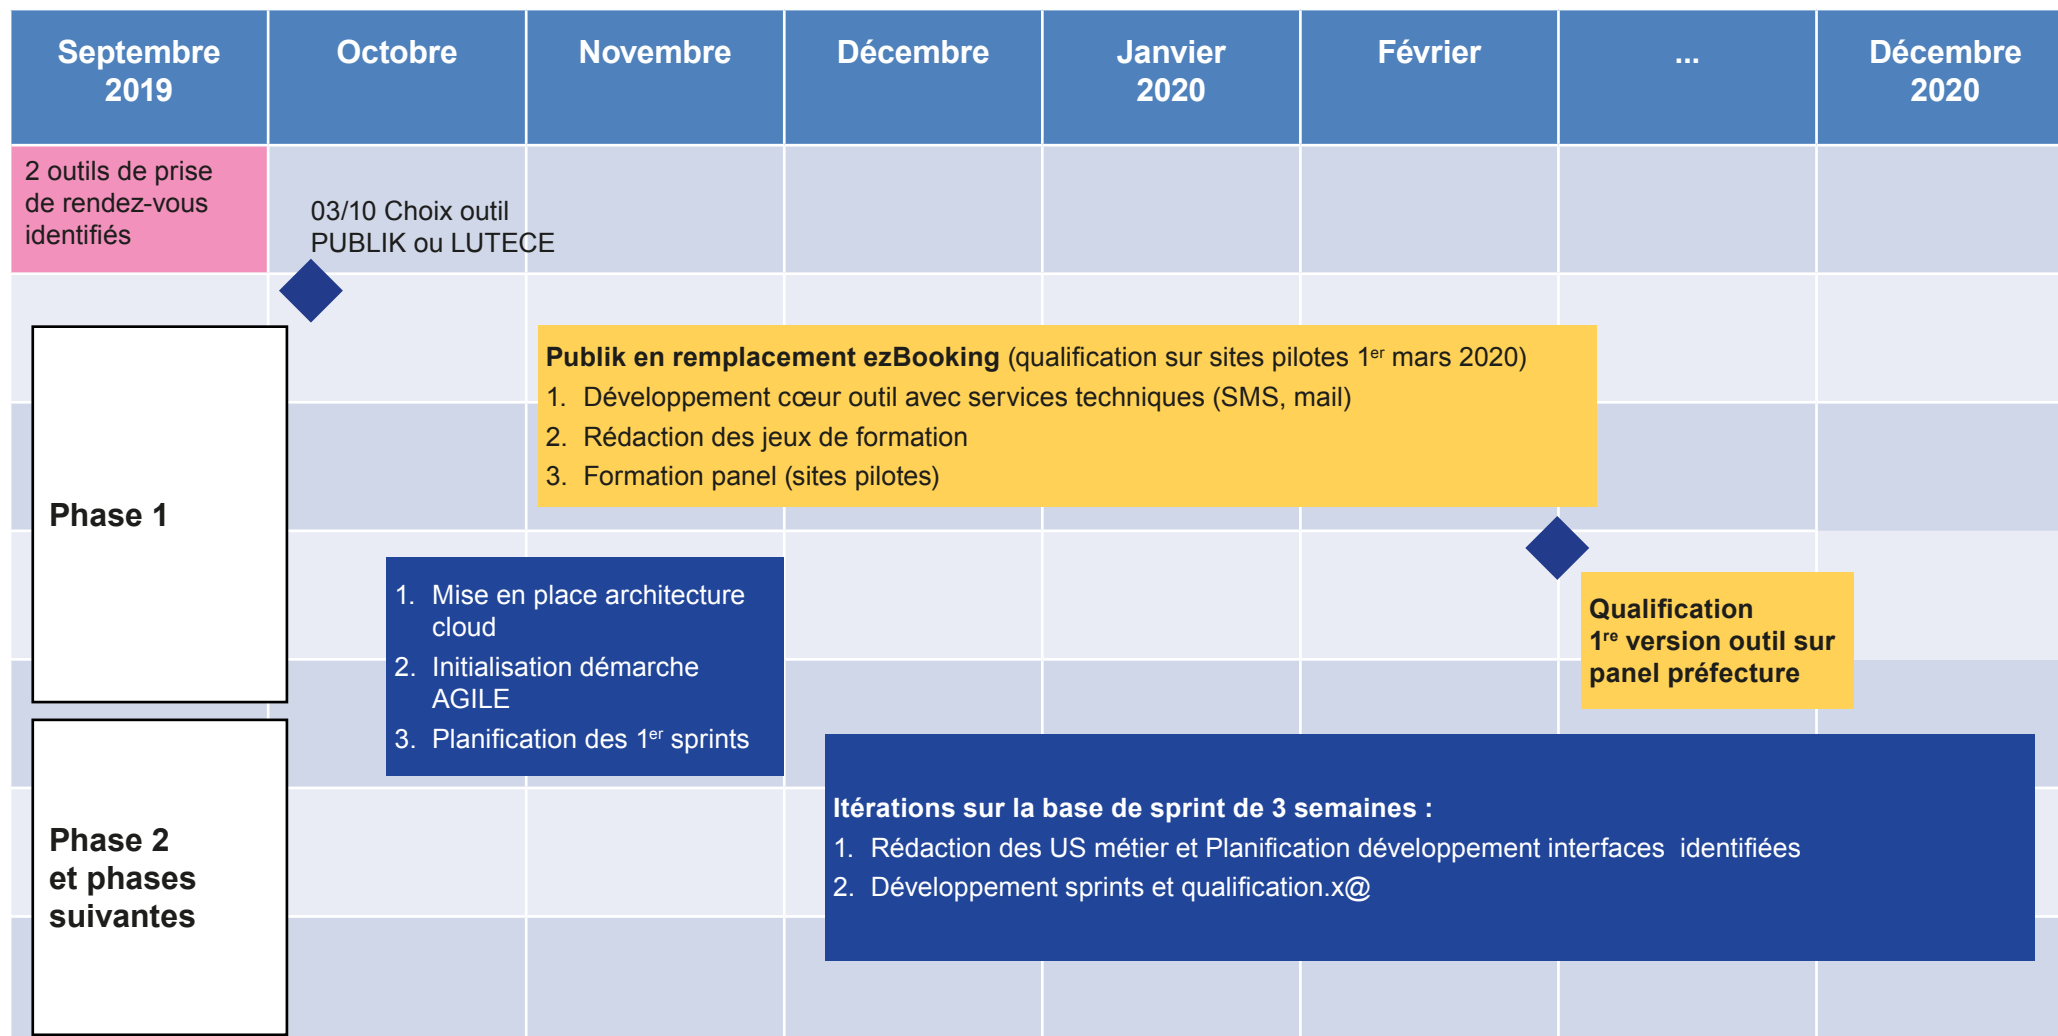 Septembre
2019
Octobre
Novembre
Décembre
Janvier
2020
Février
...
Décembre
2020
2 outils de prise
de rendez-vous
identifiés
03/10 Choix outil
PUBLIK ou LUTECE
Phase 1
Publik en remplacement ezBooking (qualification sur sites pilotes 1er mars 2020)
1. Développement cœur outil avec services techniques (SMS, mail)
2. Rédaction des jeux de formation
3. Formation panel (sites pilotes)
1. Mise en place architecture
cloud
2. Initialisation démarche
AGILE
3. Planification des 1er sprints
Qualification
1re version outil sur
panel préfecture
Phase 2
et phases
suivantes
Itérations sur la base de sprint de 3 semaines :
1. Rédaction des US métier et Planification développement interfaces  identifiées
2. Développement sprints et qualification.x@